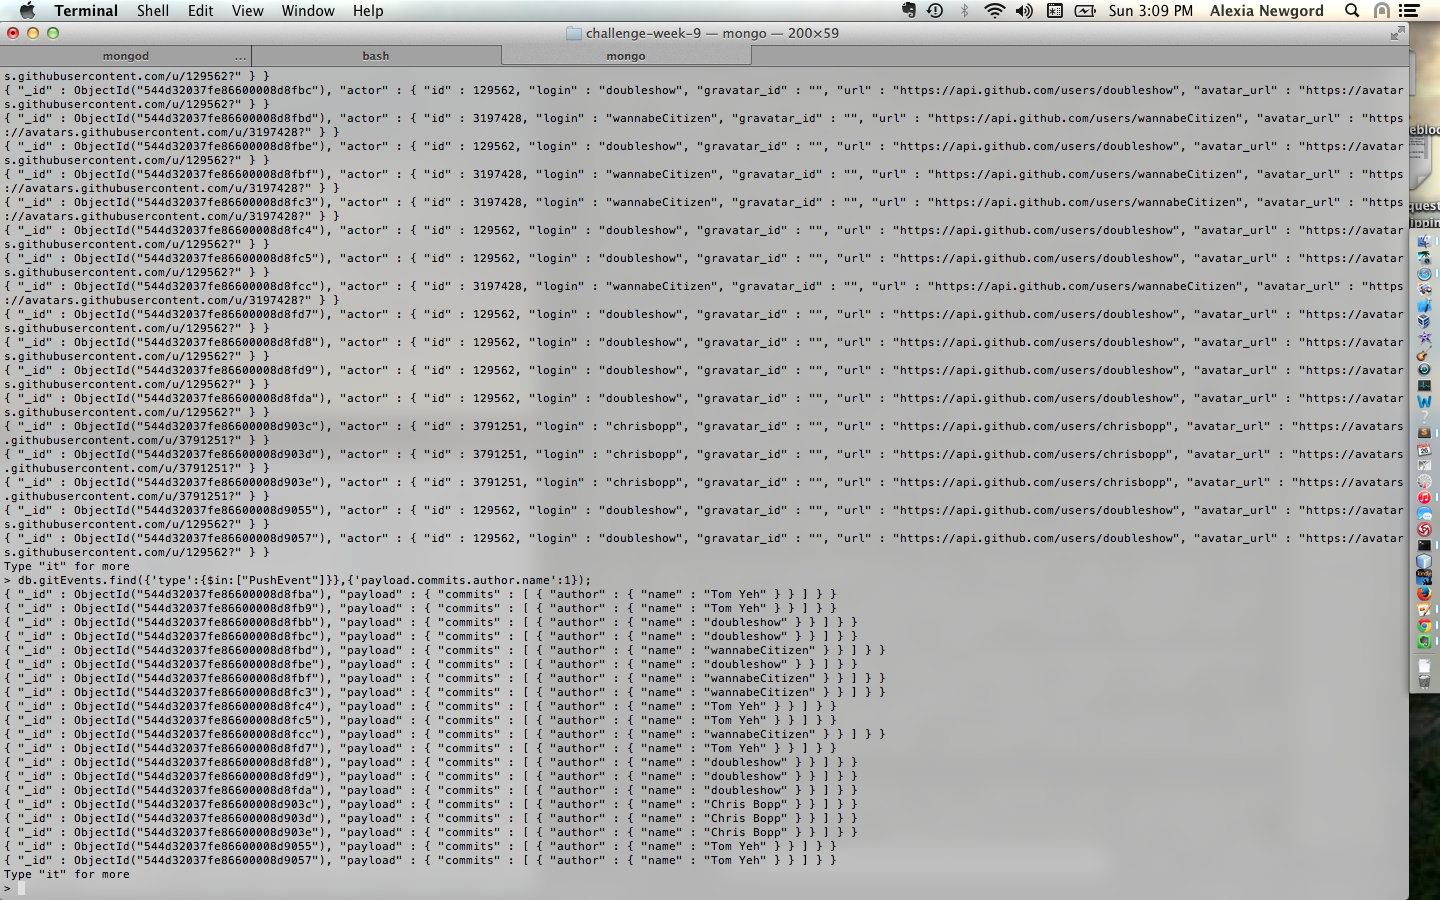 Terminal Shell Edit View Window Help Sun 3:09 PM Alexia Newgord
challenge-week-9 — mongo — 200×59
mongod ... bash mongo
s.githubusercontent.com/u/129562?" } }
{ "_id" : ObjectId("544d32037fe86600008d8fbc"), "actor" : { "id" : 129562, "login" : "doubleshow", "gravatar_id" : "", "url" : "https://api.github.com/users/doubleshow", "avatar_url" : "https://avatar
s.githubusercontent.com/u/129562?" } }
{ "_id" : ObjectId("544d32037fe86600008d8fbd"), "actor" : { "id" : 3197428, "login" : "wannabeCitizen", "gravatar_id" : "", "url" : "https://api.github.com/users/wannabeCitizen", "avatar_url" : "https
://avatars.githubusercontent.com/u/3197428?" } }
{ "_id" : ObjectId("544d32037fe86600008d8fbe"), "actor" : { "id" : 129562, "login" : "doubleshow", "gravatar_id" : "", "url" : "https://api.github.com/users/doubleshow", "avatar_url" : "https://avatar
s.githubusercontent.com/u/129562?" } }
{ "_id" : ObjectId("544d32037fe86600008d8fbf"), "actor" : { "id" : 3197428, "login" : "wannabeCitizen", "gravatar_id" : "", "url" : "https://api.github.com/users/wannabeCitizen", "avatar_url" : "https
://avatars.githubusercontent.com/u/3197428?" } }
{ "_id" : ObjectId("544d32037fe86600008d8fc3"), "actor" : { "id" : 3197428, "login" : "wannabeCitizen", "gravatar_id" : "", "url" : "https://api.github.com/users/wannabeCitizen", "avatar_url" : "https
://avatars.githubusercontent.com/u/3197428?" } }
{ "_id" : ObjectId("544d32037fe86600008d8fc4"), "actor" : { "id" : 129562, "login" : "doubleshow", "gravatar_id" : "", "url" : "https://api.github.com/users/doubleshow", "avatar_url" : "https://avatar
s.githubusercontent.com/u/129562?" } }
{ "_id" : ObjectId("544d32037fe86600008d8fc5"), "actor" : { "id" : 129562, "login" : "doubleshow", "gravatar_id" : "", "url" : "https://api.github.com/users/doubleshow", "avatar_url" : "https://avatar
s.githubusercontent.com/u/129562?" } }
{ "_id" : ObjectId("544d32037fe86600008d8fcc"), "actor" : { "id" : 3197428, "login" : "wannabeCitizen", "gravatar_id" : "", "url" : "https://api.github.com/users/wannabeCitizen", "avatar_url" : "https
://avatars.githubusercontent.com/u/3197428?" } }
{ "_id" : ObjectId("544d32037fe86600008d8fd7"), "actor" : { "id" : 129562, "login" : "doubleshow", "gravatar_id" : "", "url" : "https://api.github.com/users/doubleshow", "avatar_url" : "https://avatar
s.githubusercontent.com/u/129562?" } }
{ "_id" : ObjectId("544d32037fe86600008d8fd8"), "actor" : { "id" : 129562, "login" : "doubleshow", "gravatar_id" : "", "url" : "https://api.github.com/users/doubleshow", "avatar_url" : "https://avatar
s.githubusercontent.com/u/129562?" } }
{ "_id" : ObjectId("544d32037fe86600008d8fd9"), "actor" : { "id" : 129562, "login" : "doubleshow", "gravatar_id" : "", "url" : "https://api.github.com/users/doubleshow", "avatar_url" : "https://avatar
s.githubusercontent.com/u/129562?" } }
{ "_id" : ObjectId("544d32037fe86600008d8fda"), "actor" : { "id" : 129562, "login" : "doubleshow", "gravatar_id" : "", "url" : "https://api.github.com/users/doubleshow", "avatar_url" : "https://avatar
s.githubusercontent.com/u/129562?" } }
{ "_id" : ObjectId("544d32037fe86600008d903c"), "actor" : { "id" : 3791251, "login" : "chrisbopp", "gravatar_id" : "", "url" : "https://api.github.com/users/chrisbopp", "avatar_url" : "https://avatars
.githubusercontent.com/u/3791251?" } }
{ "_id" : ObjectId("544d32037fe86600008d903d"), "actor" : { "id" : 3791251, "login" : "chrisbopp", "gravatar_id" : "", "url" : "https://api.github.com/users/chrisbopp", "avatar_url" : "https://avatars
.githubusercontent.com/u/3791251?" } }
{ "_id" : ObjectId("544d32037fe86600008d903e"), "actor" : { "id" : 3791251, "login" : "chrisbopp", "gravatar_id" : "", "url" : "https://api.github.com/users/chrisbopp", "avatar_url" : "https://avatars
.githubusercontent.com/u/3791251?" } }
{ "_id" : ObjectId("544d32037fe86600008d9055"), "actor" : { "id" : 129562, "login" : "doubleshow", "gravatar_id" : "", "url" : "https://api.github.com/users/doubleshow", "avatar_url" : "https://avatar
s.githubusercontent.com/u/129562?" } }
{ "_id" : ObjectId("544d32037fe86600008d9057"), "actor" : { "id" : 129562, "login" : "doubleshow", "gravatar_id" : "", "url" : "https://api.github.com/users/doubleshow", "avatar_url" : "https://avatar
s.githubusercontent.com/u/129562?" } }
Type "it" for more
> db.gitEvents.find({'type':{$in:["PushEvent"]}},{'payload.commits.author.name':1});
{ "_id" : ObjectId("544d32037fe86600008d8fba"), "payload" : { "commits" : [ { "author" : { "name" : "Tom Yeh" } } ] } }
{ "_id" : ObjectId("544d32037fe86600008d8fb9"), "payload" : { "commits" : [ { "author" : { "name" : "Tom Yeh" } } ] } }
{ "_id" : ObjectId("544d32037fe86600008d8fbb"), "payload" : { "commits" : [ { "author" : { "name" : "doubleshow" } } ] } }
{ "_id" : ObjectId("544d32037fe86600008d8fbc"), "payload" : { "commits" : [ { "author" : { "name" : "doubleshow" } } ] } }
{ "_id" : ObjectId("544d32037fe86600008d8fbd"), "payload" : { "commits" : [ { "author" : { "name" : "wannabeCitizen" } } ] } }
{ "_id" : ObjectId("544d32037fe86600008d8fbe"), "payload" : { "commits" : [ { "author" : { "name" : "doubleshow" } } ] } }
{ "_id" : ObjectId("544d32037fe86600008d8fbf"), "payload" : { "commits" : [ { "author" : { "name" : "wannabeCitizen" } } ] } }
{ "_id" : ObjectId("544d32037fe86600008d8fc3"), "payload" : { "commits" : [ { "author" : { "name" : "wannabeCitizen" } } ] } }
{ "_id" : ObjectId("544d32037fe86600008d8fc4"), "payload" : { "commits" : [ { "author" : { "name" : "Tom Yeh" } } ] } }
{ "_id" : ObjectId("544d32037fe86600008d8fc5"), "payload" : { "commits" : [ { "author" : { "name" : "Tom Yeh" } } ] } }
{ "_id" : ObjectId("544d32037fe86600008d8fcc"), "payload" : { "commits" : [ { "author" : { "name" : "wannabeCitizen" } } ] } }
{ "_id" : ObjectId("544d32037fe86600008d8fd7"), "payload" : { "commits" : [ { "author" : { "name" : "Tom Yeh" } } ] } }
{ "_id" : ObjectId("544d32037fe86600008d8fd8"), "payload" : { "commits" : [ { "author" : { "name" : "doubleshow" } } ] } }
{ "_id" : ObjectId("544d32037fe86600008d8fd9"), "payload" : { "commits" : [ { "author" : { "name" : "doubleshow" } } ] } }
{ "_id" : ObjectId("544d32037fe86600008d8fda"), "payload" : { "commits" : [ { "author" : { "name" : "doubleshow" } } ] } }
{ "_id" : ObjectId("544d32037fe86600008d903c"), "payload" : { "commits" : [ { "author" : { "name" : "Chris Bopp" } } ] } }
{ "_id" : ObjectId("544d32037fe86600008d903d"), "payload" : { "commits" : [ { "author" : { "name" : "Chris Bopp" } } ] } }
{ "_id" : ObjectId("544d32037fe86600008d903e"), "payload" : { "commits" : [ { "author" : { "name" : "Chris Bopp" } } ] } }
{ "_id" : ObjectId("544d32037fe86600008d9055"), "payload" : { "commits" : [ { "author" : { "name" : "Tom Yeh" } } ] } }
{ "_id" : ObjectId("544d32037fe86600008d9057"), "payload" : { "commits" : [ { "author" : { "name" : "Tom Yeh" } } ] } }
Type "it" for more
>